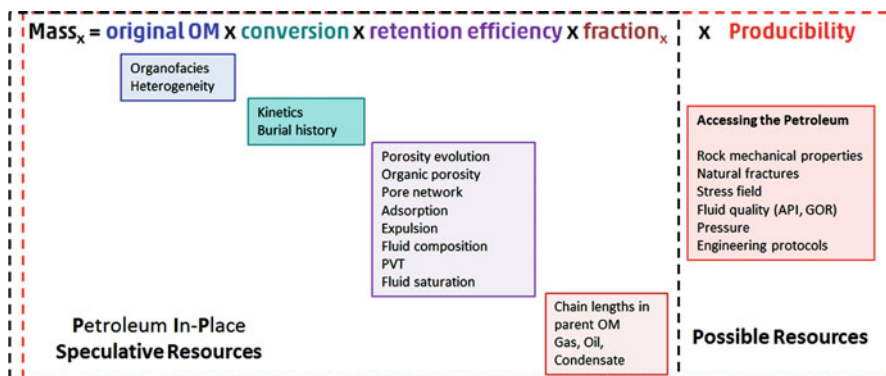 Massₓ = original OM x conversion x retention efficiency x fractionₓ x Producibility
Organofacies
Heterogeneity
Kinetics
Burial history
Porosity evolution
Organic porosity
Pore network
Adsorption
Expulsion
Fluid composition
PVT
Fluid saturation
Chain lengths in
parent OM
Gas, Oil,
Condensate
Petroleum In-Place
Speculative Resources
Accessing the Petroleum
Rock mechanical properties
Natural fractures
Stress field
Fluid quality (API, GOR)
Pressure
Engineering protocols
Possible Resources